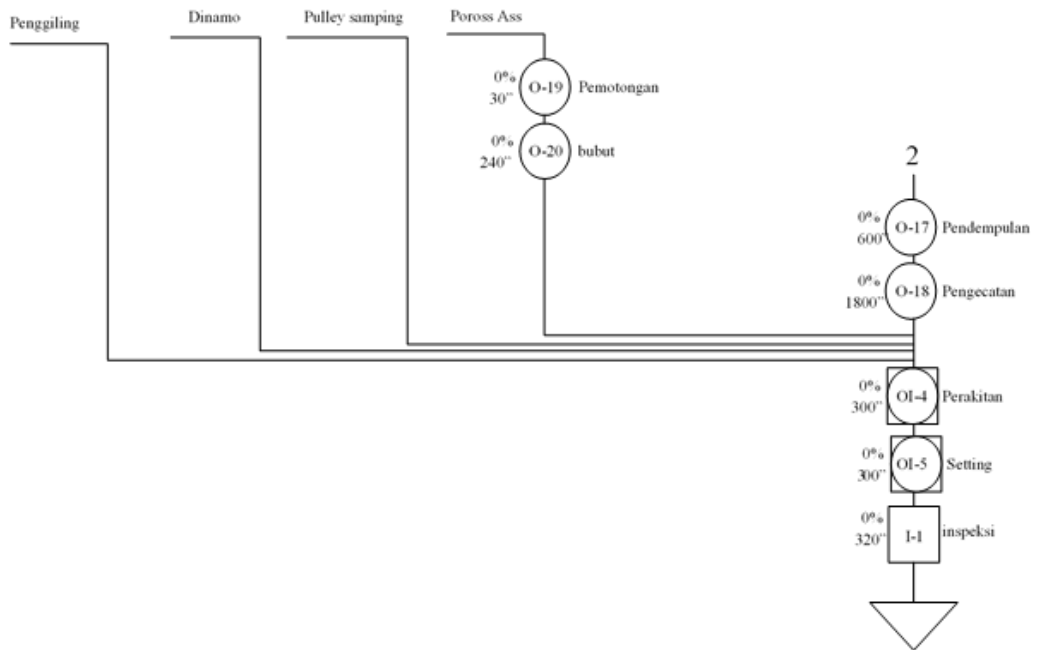 Penggiling
Dinamo
Pulley samping
Poross Ass
0%
30"
O-19
Pemotongan
0%
240"
O-20
bubut
2
0%
600"
O-17
Pendempulan
0%
1800"
O-18
Pengecatan
0%
300"
OI-4
Perakitan
0%
300"
OI-5
Setting
0%
320"
I-1
inspeksi